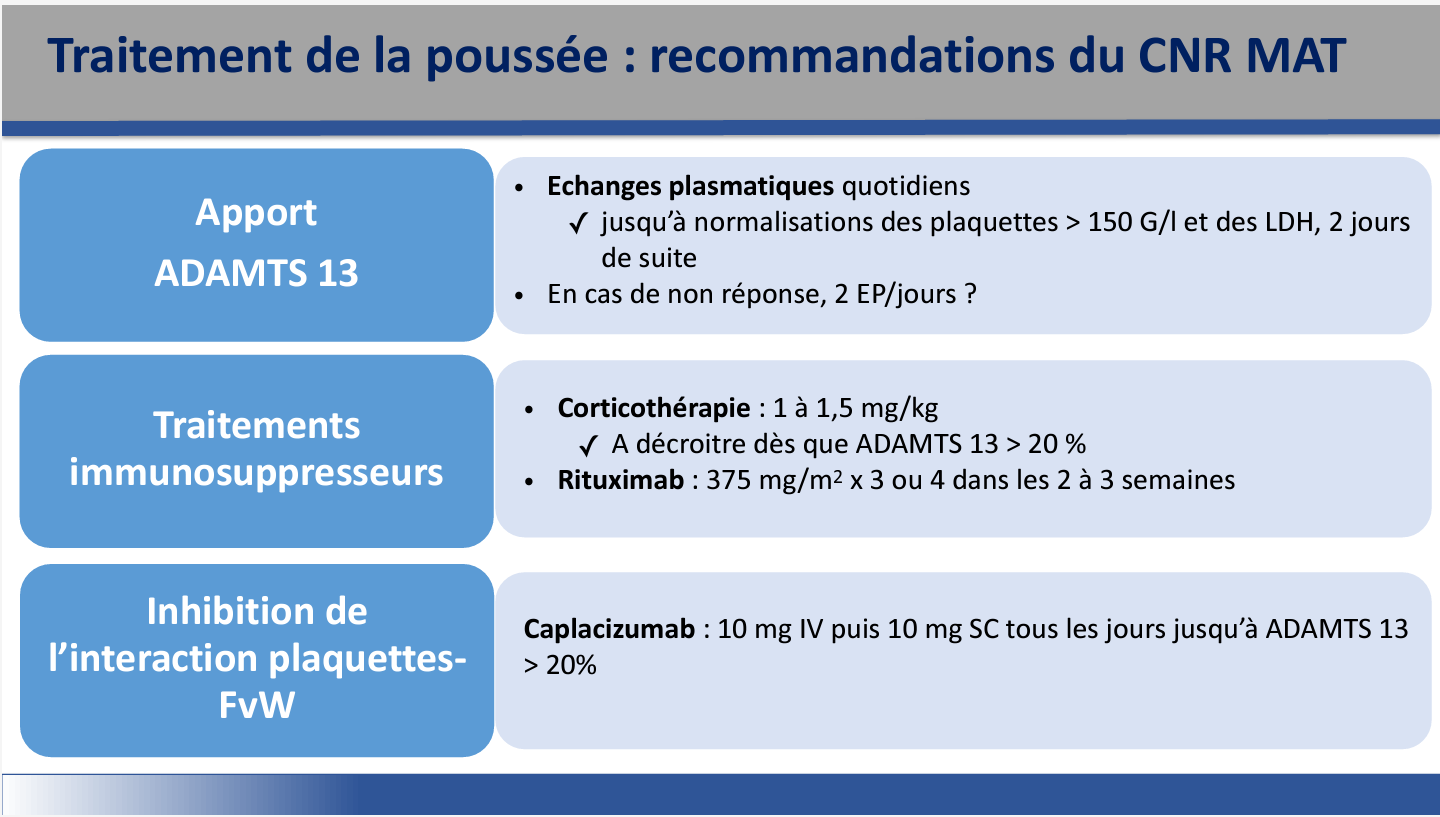 Traitement de la poussée : recommandations du CNR MAT
Apport
ADAMTS 13
• Echanges plasmatiques quotidiens
✓ jusqu’à normalisations des plaquettes > 150 G/l et des LDH, 2 jours
de suite
• En cas de non réponse, 2 EP/jours ?
Traitements
immunosuppresseurs
• Corticothérapie : 1 à 1,5 mg/kg
✓ A décroitre dès que ADAMTS 13 > 20 %
• Rituximab : 375 mg/m² x 3 ou 4 dans les 2 à 3 semaines
Inhibition de
l’interaction plaquettes-
FvW
Caplacizumab : 10 mg IV puis 10 mg SC tous les jours jusqu’à ADAMTS 13
> 20%